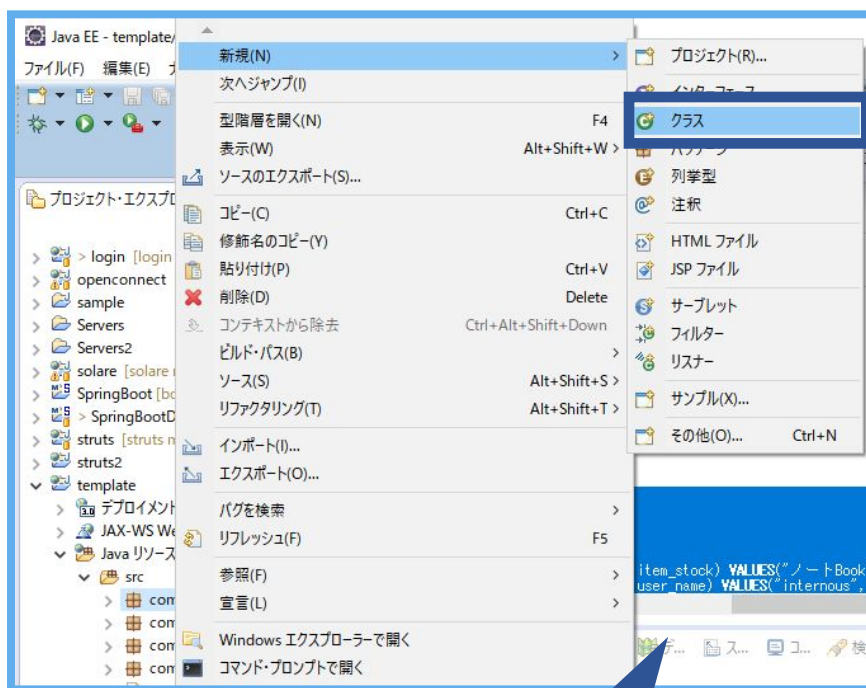 Java EE - template/
ファイル(F) 編集(E)
プロジェクト・エクスプロ
> login [login
openconnect
sample
Servers
Servers2
solare [solare
SpringBoot [bo
> SpringBootD
struts [struts m
struts2
template
デプロイメント
JAX-WS We
Java リソース
src
com
com
com
com
新規(N)
次へジャンプ(I)
型階層を開く(N) F4
表示(W) Alt+Shift+W >
ソースのエクスポート(S)...
コピー(C) Ctrl+C
修飾名のコピー(Y)
貼り付け(P) Ctrl+V
削除(D) Delete
コンテキストから除去 Ctrl+Alt+Shift+Down
ビルド・パス(B) >
ソース(S) Alt+Shift+S >
リファクタリング(T) Alt+Shift+T >
インポート(I)...
エクスポート(O)...
バグを検索 >
リフレッシュ(F) F5
参照(F) >
宣言(L) >
Windows エクスプローラーで開く
コマンド・プロンプトで開く
プロジェクト(R)...
クラス
列挙型
注釈
HTML ファイル
JSP ファイル
サーブレット
フィルター
リスナー
サンプル(X)...
その他(O)... Ctrl+N
item_stock) VALUES("ノートBook
user_name) VALUES("internous",
デ... ス... コ... 検